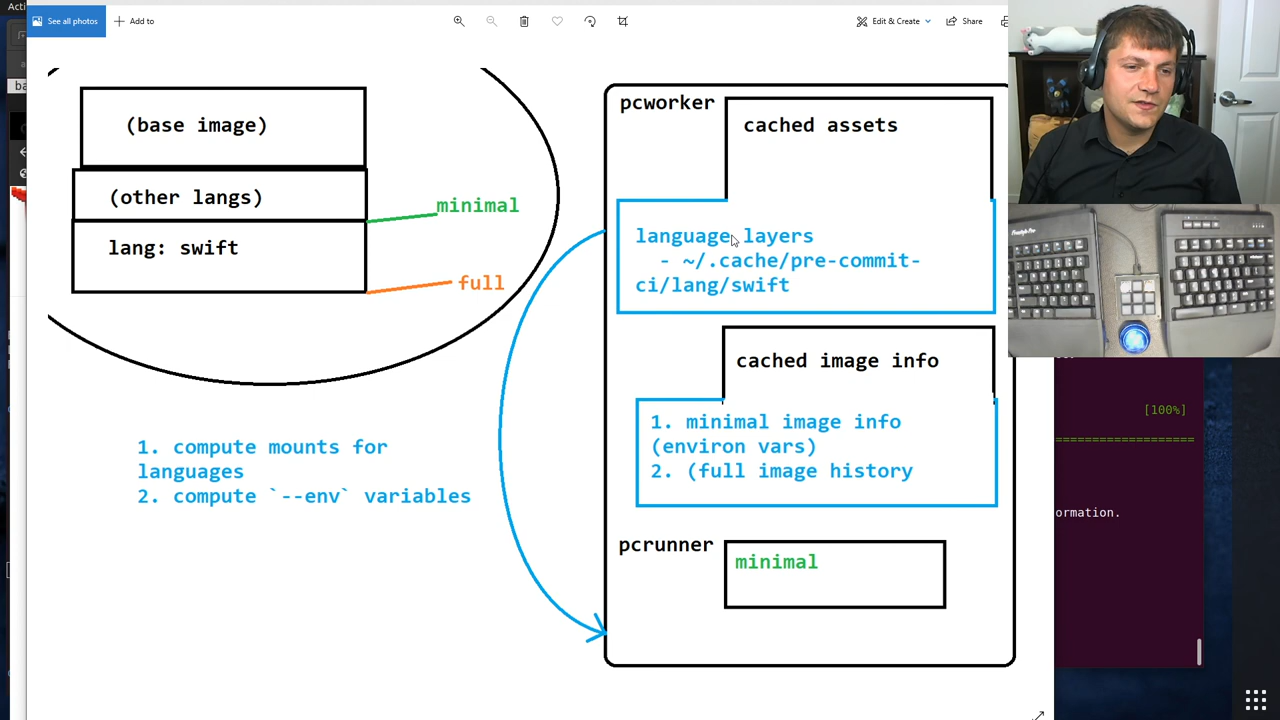 Acti
See all photos
Add to
Edit & Create
Share
ba
(base image)
(other langs)
minimal
lang: swift
full
1. compute mounts for
languages
2. compute `--env` variables
pcworker
cached assets
language layers
- ~/.cache/pre-commit-
ci/lang/swift
cached image info
1. minimal image info
(environ vars)
2. (full image history
pcrunner
minimal
[100%]
====================
ormation.